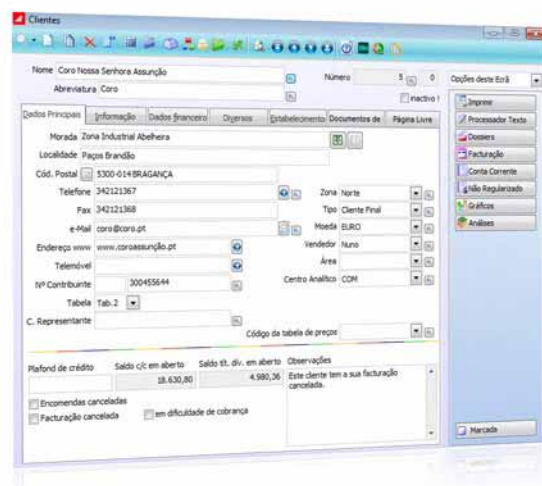 Clientes
Nome Coro Nossa Senhora Assunção Número 5 0 Opções deste Ecrã
Abreviatura Coro inactivo !
Dados Principais Informação Dados financeiro Diversos Estabelecimento Documentos de Página Livre
Imprimir
Processador Texto
Dossiers
Facturação
Conta Corrente
Não Regularizado
Gráficos
Análises
Morada Zona Industrial Abelheira
Localidade Paços Brandão
Cód. Postal 5300-014 BRAGANÇA
Telefone 342121367 Zona Norte
Fax 342121368 Tipo Cliente Final
e-Mail coro@coro.pt Moeda EURO
Endereço www www.coroassunção.pt Vendedor Nuno
Telemóvel Área
Nº Contribuinte 300455644 Centro Analítico COM
Tabela Tab.2
C. Representante
Código da tabela de preços
Plafond de crédito Saldo c/c em aberto Saldo tít. div. em aberto Observações
18.630,80 4.980,36 Este cliente tem a sua facturação
cancelada.
Encomendas canceladas
Facturação cancelada em dificuldade de cobrança
Marcada